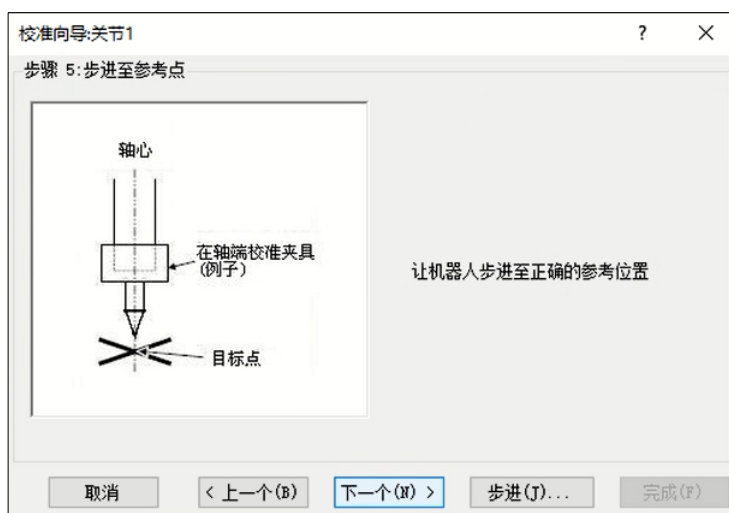 校准向导:关节1
? ×
步骤 5:步进至参考点
轴心
在轴端校准夹具
(例子)
目标点
让机器人步进至正确的参考位置
取消
< 上一个(B)
下一个(N) >
步进(J)...
完成(F)